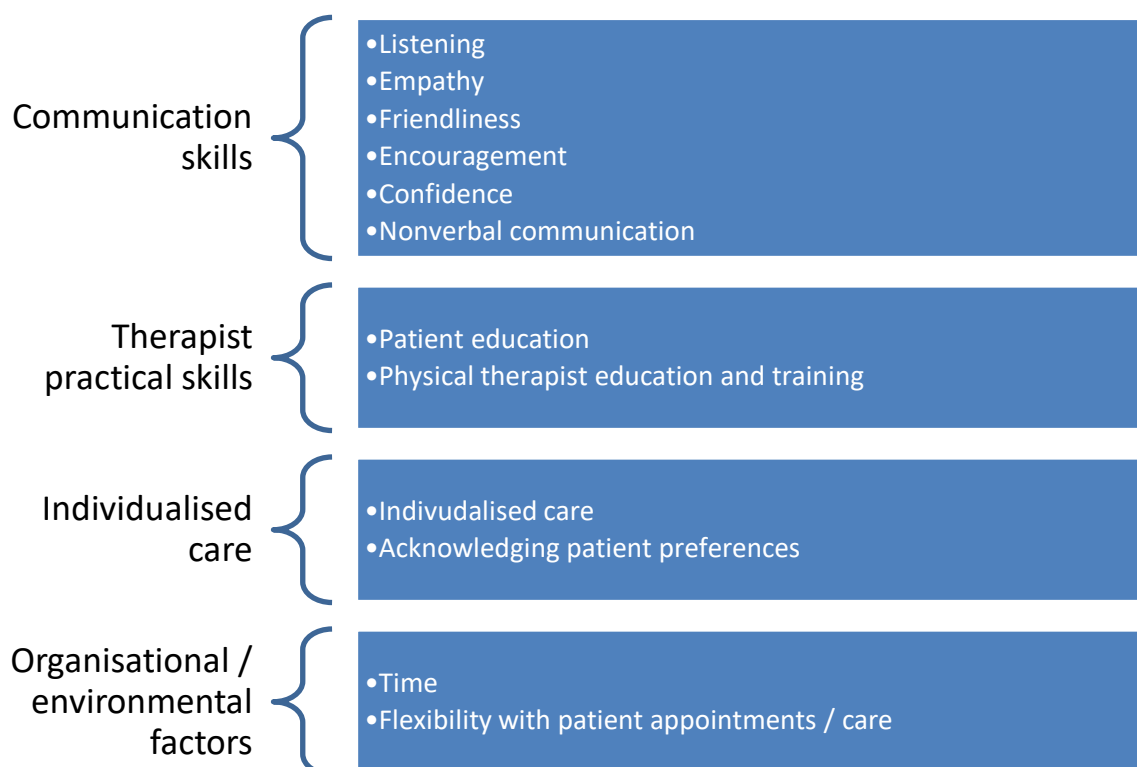 Communication
skills
•Listening
•Empathy
•Friendliness
•Encouragement
•Confidence
•Nonverbal communication
Therapist
practical skills
•Patient education
•Physical therapist education and training
Individualised
care
•Indivudalised care
•Acknowledging patient preferences
Organisational /
environmental
factors
•Time
•Flexibility with patient appointments / care